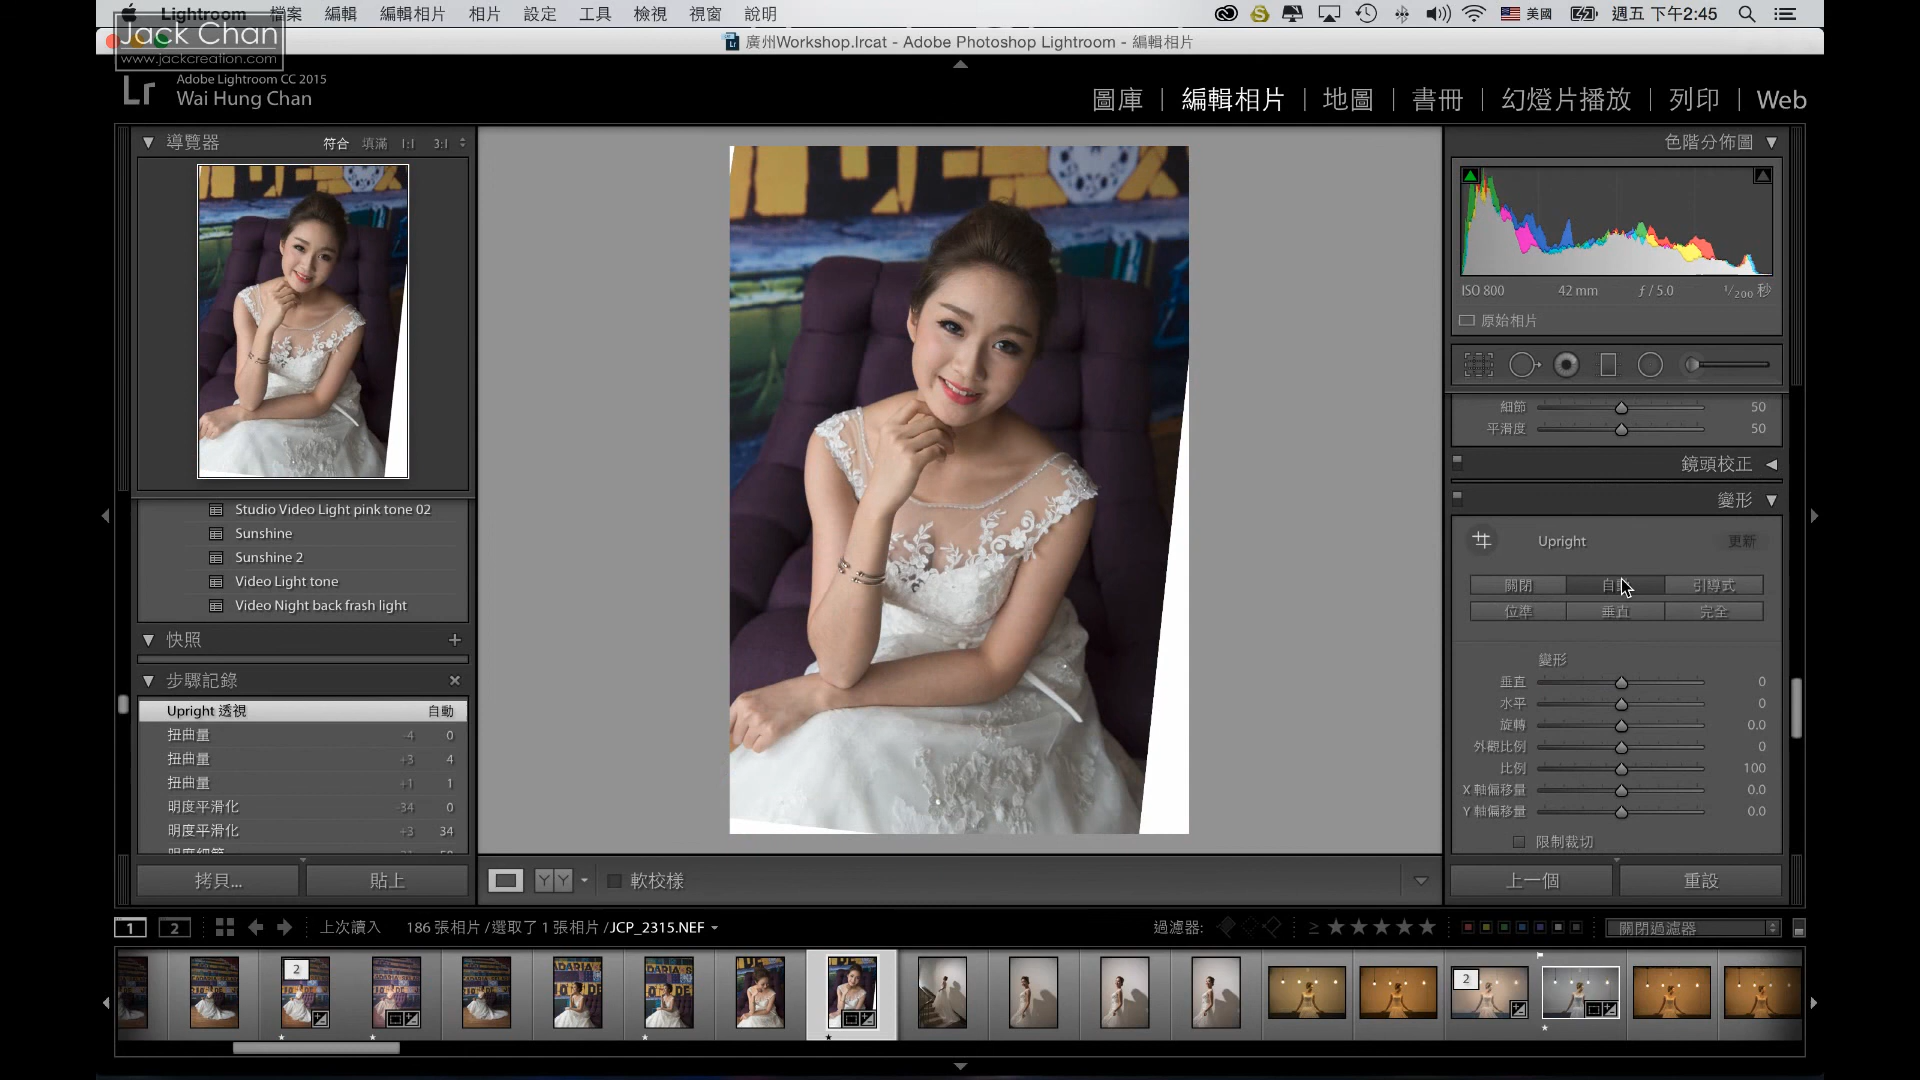 Lightroom 檔案 編輯 編輯相片 相片 設定 工具 檢視 視窗 說明 美國 週五 下午2:45
Jack Chan
www.jackcreation.com
廣州Workshop.lrcat - Adobe Photoshop Lightroom - 編輯相片
Lr
Adobe Lightroom CC 2015
Wai Hung Chan
圖庫 | 編輯相片 | 地圖 | 書冊 | 幻燈片播放 | 列印 | Web
導覽器 符合 填滿 1:1 3:1
Studio Video Light pink tone 02
Sunshine
Sunshine 2
Video Light tone
Video Night back frash light
快照
步驟記錄
Upright 透視 自動
扭曲量 -4 0
扭曲量 +3 4
扭曲量 +1 1
明度平滑化 -34 0
明度平滑化 +3 34
拷貝... 貼上
軟校樣
色階分佈圖
ISO 800 42 mm f / 5.0 1/200 秒
原始相片
細節 50
平滑度 50
鏡頭校正
變形
Upright 更新
關閉 引導式
位準 垂直 完全
變形
垂直 0
水平 0
旋轉 0.0
外觀比例 0
比例 100
X 軸偏移量 0.0
Y 軸偏移量 0.0
限制裁切
上一個 重設
1 2 上次讀入 186 張相片 /選取了 1 張相片 /JCP_2315.NEF 過濾器: ≥ ★★★★★ 關閉過濾器
2
2